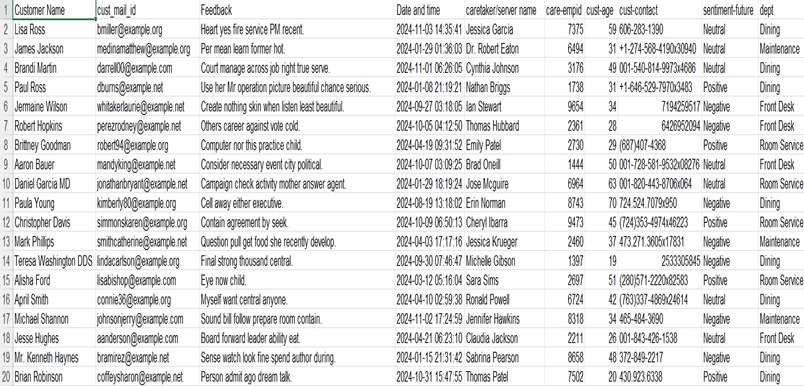 1 Customer Name cust_mail_id Feedback Date and time caretaker/server name care-empid cust-age cust-contact sentiment-future dept
2 Lisa Ross bmiller@example.org Heart yes fire service PM recent. 2024-11-03 14:35:41 Jessica Garcia 7375 59 606-283-1390 Neutral Dining
3 James Jackson medinamatthew@example.org Per mean learn former hot. 2024-01-29 01:36:03 Dr. Robert Eaton 6494 31 +1-274-568-4190x30940 Neutral Maintenance
4 Brandi Martin darrell00@example.com Court manage across job right true serve. 2024-11-01 06:26:05 Cynthia Johnson 3176 49 001-540-814-9973x4686 Neutral Dining
5 Paul Ross dburns@example.net Use her Mr operation picture beautiful chance serious. 2024-01-08 21:19:21 Nathan Briggs 1738 31 +1-646-529-7970x3483 Positive Dining
6 Jermaine Wilson whitakerlaurie@example.net Create nothing skin when listen least beautiful. 2024-09-27 03:18:05 Ian Stewart 9654 34 7194259517 Negative Front Desk
7 Robert Hopkins perezrodney@example.net Others career against vote cold. 2024-10-05 04:12:50 Thomas Hubbard 2361 28 6426952094 Negative Front Desk
8 Brittney Goodman robert94@example.org Computer nor this practice child. 2024-04-19 09:31:52 Emily Patel 2730 29 (687)407-4368 Positive Room Service
9 Aaron Bauer mandyking@example.net Consider necessary event city political. 2024-10-07 03:09:25 Brad Oneill 1444 50 001-728-581-9532x08276 Neutral Front Desk
10 Daniel Garcia MD jonathanbryant@example.net Campaign check activity mother answer agent. 2024-01-29 18:19:24 Jose Mcguire 6964 63 001-820-443-8706x064 Neutral Room Service
11 Paula Young kimberly80@example.org Cell away either executive. 2024-08-19 13:18:02 Erin Norman 8743 70 724.524.7079x950 Negative Dining
12 Christopher Davis simmonskaren@example.org Contain agreement by seek. 2024-10-09 06:50:13 Cheryl Ibarra 9473 45 (724)353-4974x46223 Positive Room Service
13 Mark Phillips smithcatherine@example.net Question pull get food she recently develop. 2024-04-03 17:17:16 Jessica Krueger 2460 37 473.271.3605x17831 Negative Maintenance
14 Teresa Washington DDS lindacarlson@example.org Final strong thousand central. 2024-09-30 07:46:47 Michelle Gibson 1397 19 2533305845 Negative Dining
15 Alisha Ford lisabishop@example.com Eye now child. 2024-03-12 05:16:04 Sara Sims 2697 51 (280)571-2220x82583 Positive Room Service
16 April Smith connie36@example.org Myself want central anyone. 2024-04-10 02:59:38 Ronald Powell 6724 42 (763)337-4869x24614 Neutral Dining
17 Michael Shannon johnsonjerry@example.com Sound bill follow prepare room contain. 2024-11-02 17:24:59 Jennifer Hawkins 8318 34 465-484-3690 Negative Maintenance
18 Jesse Hughes aanderson@example.com Board forward leader ability eat. 2024-04-21 06:23:10 Claudia Jackson 2211 26 001-843-426-1538 Neutral Front Desk
19 Mr. Kenneth Haynes bramirez@example.net Sense watch look fine spend author during. 2024-01-15 21:31:42 Sabrina Pearson 8658 48 372-849-2217 Negative Dining
20 Brian Robinson coffeysharon@example.net Person admit ago dream talk. 2024-10-31 15:47:55 Thomas Patel 7502 20 430.923.6338 Positive Dining